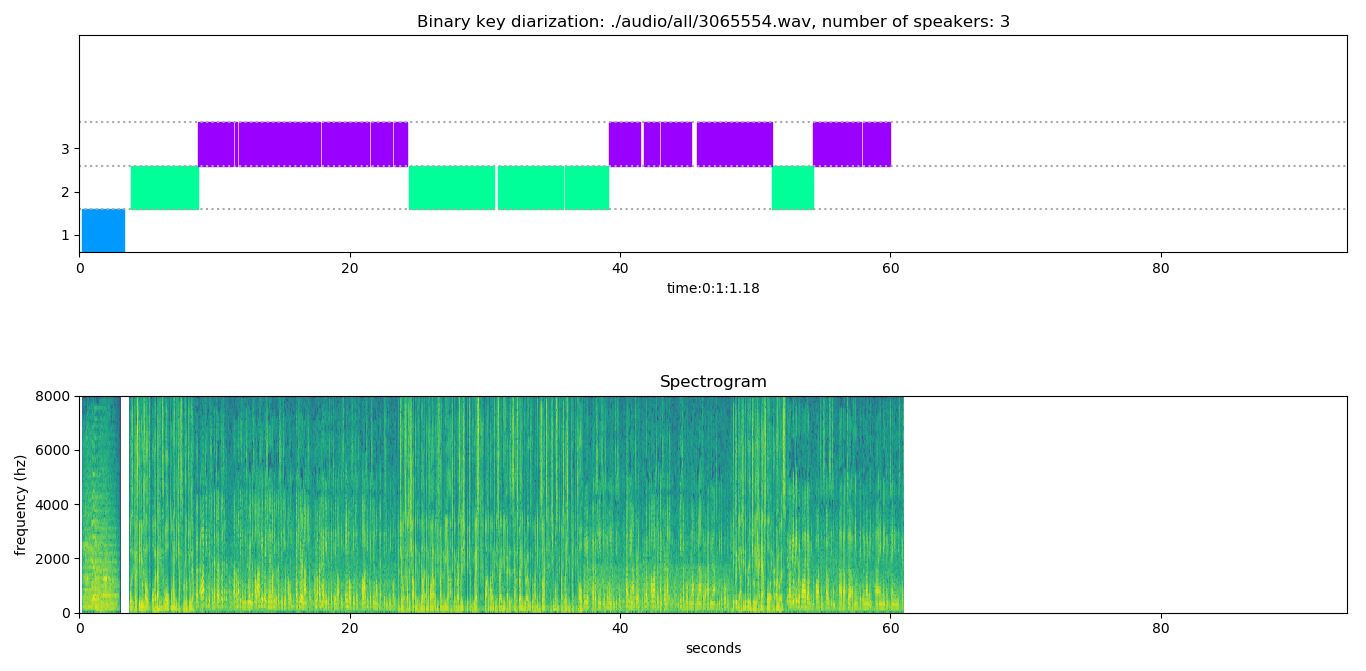 Binary key diarization: ./audio/all/3065554.wav, number of speakers: 3
3
2
1
0 20 40 60 80
time:0:1:1.18
Spectrogram
8000
6000
4000
2000
0
frequency (hz)
0 20 40 60 80
seconds